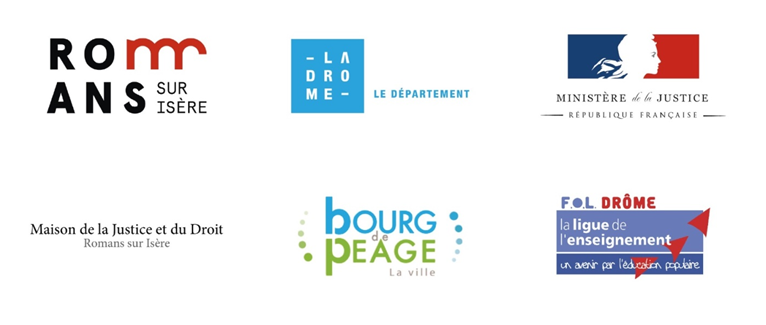 ROMANS
SUR
ISÈRE
– LA
DRO
ME –
LE DÉPARTEMENT
MINISTÈRE de la JUSTICE
RÉPUBLIQUE FRANÇAISE
Maison de la Justice et du Droit
Romans sur Isère
bOURG
de
PEAGE
La ville
F.O.L. DRÔME
la ligue de
l'enseignement
un avenir par l'éducation populaire